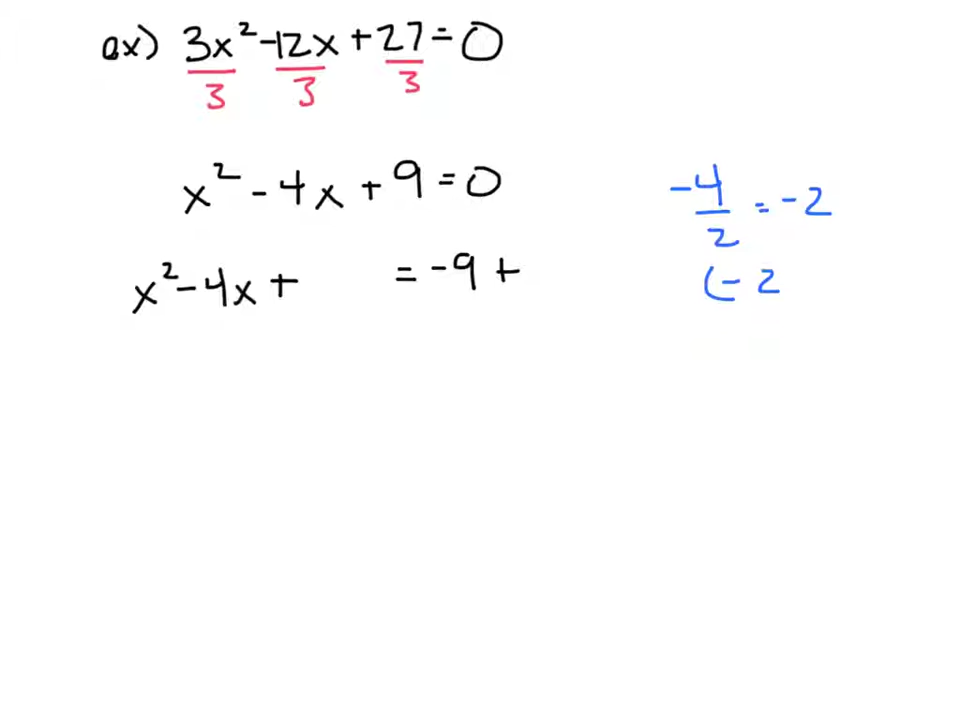 ex) 3x²-12x+27=0
3 3 3
x²-4x+9=0
-4/2=-2
x²-4x+ =-9+
(-2